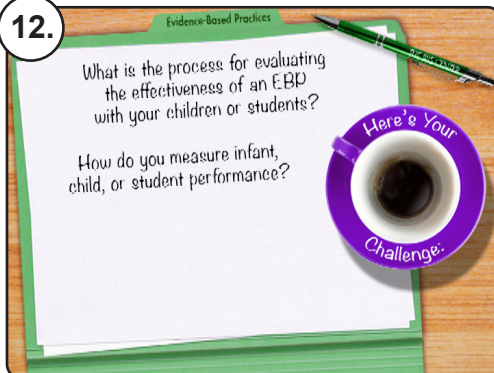 12.
Evidence-Based Practices
What is the process for evaluating
the effectiveness of an EBP
with your children or students?
How do you measure infant,
child, or student performance?
Here's Your
Challenge: